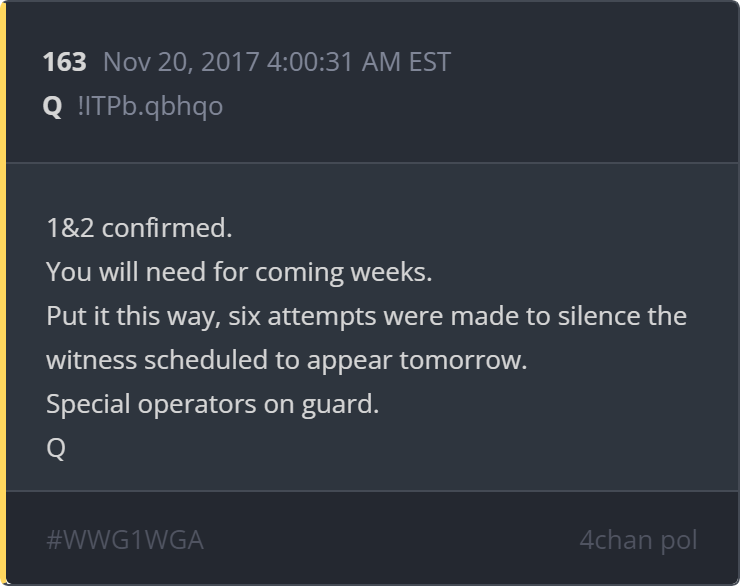 163 Nov 20, 2017 4:00:31 AM EST
Q !ITPb.qbhqo
1&2 confirmed.
You will need for coming weeks.
Put it this way, six attempts were made to silence the
witness scheduled to appear tomorrow.
Special operators on guard.
Q
#WWG1WGA 4chan pol